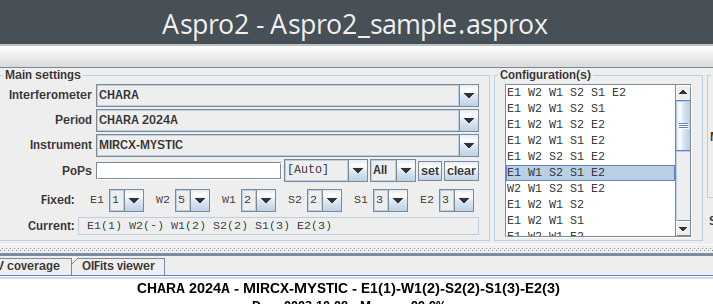 Aspro2 - Aspro2_sample.asprox
Main settings
Interferometer CHARA
Period CHARA 2024A
Instrument MIRCX-MYSTIC
PoPs [Auto] All set clear
Fixed: E1 1 W2 5 W1 2 S2 2 S1 3 E2 3
Current: E1(1) W2(-) W1(2) S2(2) S1(3) E2(3)
Configuration(s)
E1 W2 W1 S2 S1 E2
E1 W2 W1 S2 S1
E1 W2 W1 S2 E2
E1 W2 W1 S1 E2
E1 W2 S2 S1 E2
E1 W1 S2 S1 E2
W2 W1 S2 S1 E2
E1 W2 W1 S2
E1 W2 W1 S1
E1 W2 W1 E2
V coverage OIFits viewer
CHARA 2024A - MIRCX-MYSTIC - E1(1)-W1(2)-S2(2)-S1(3)-E2(3)